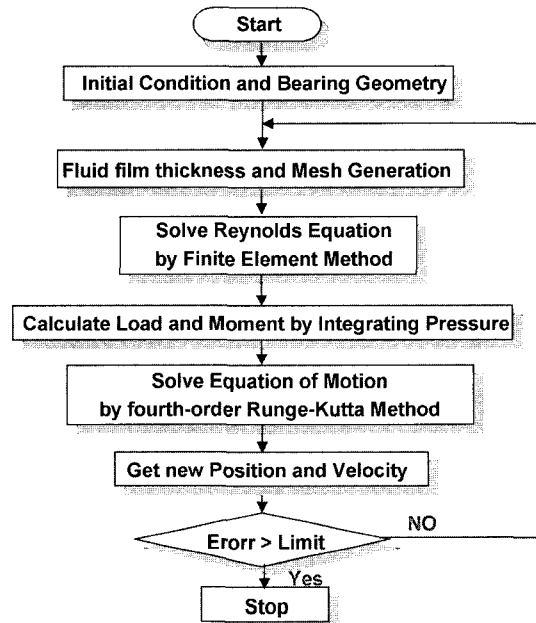 Start
Initial Condition and Bearing Geometry
Fluid film thickness and Mesh Generation
Solve Reynolds Equation
by Finite Element Method
Calculate Load and Moment by Integrating Pressure
Solve Equation of Motion
by fourth-order Runge-Kutta Method
Get new Position and Velocity
Erorr > Limit
NO
Yes
Stop